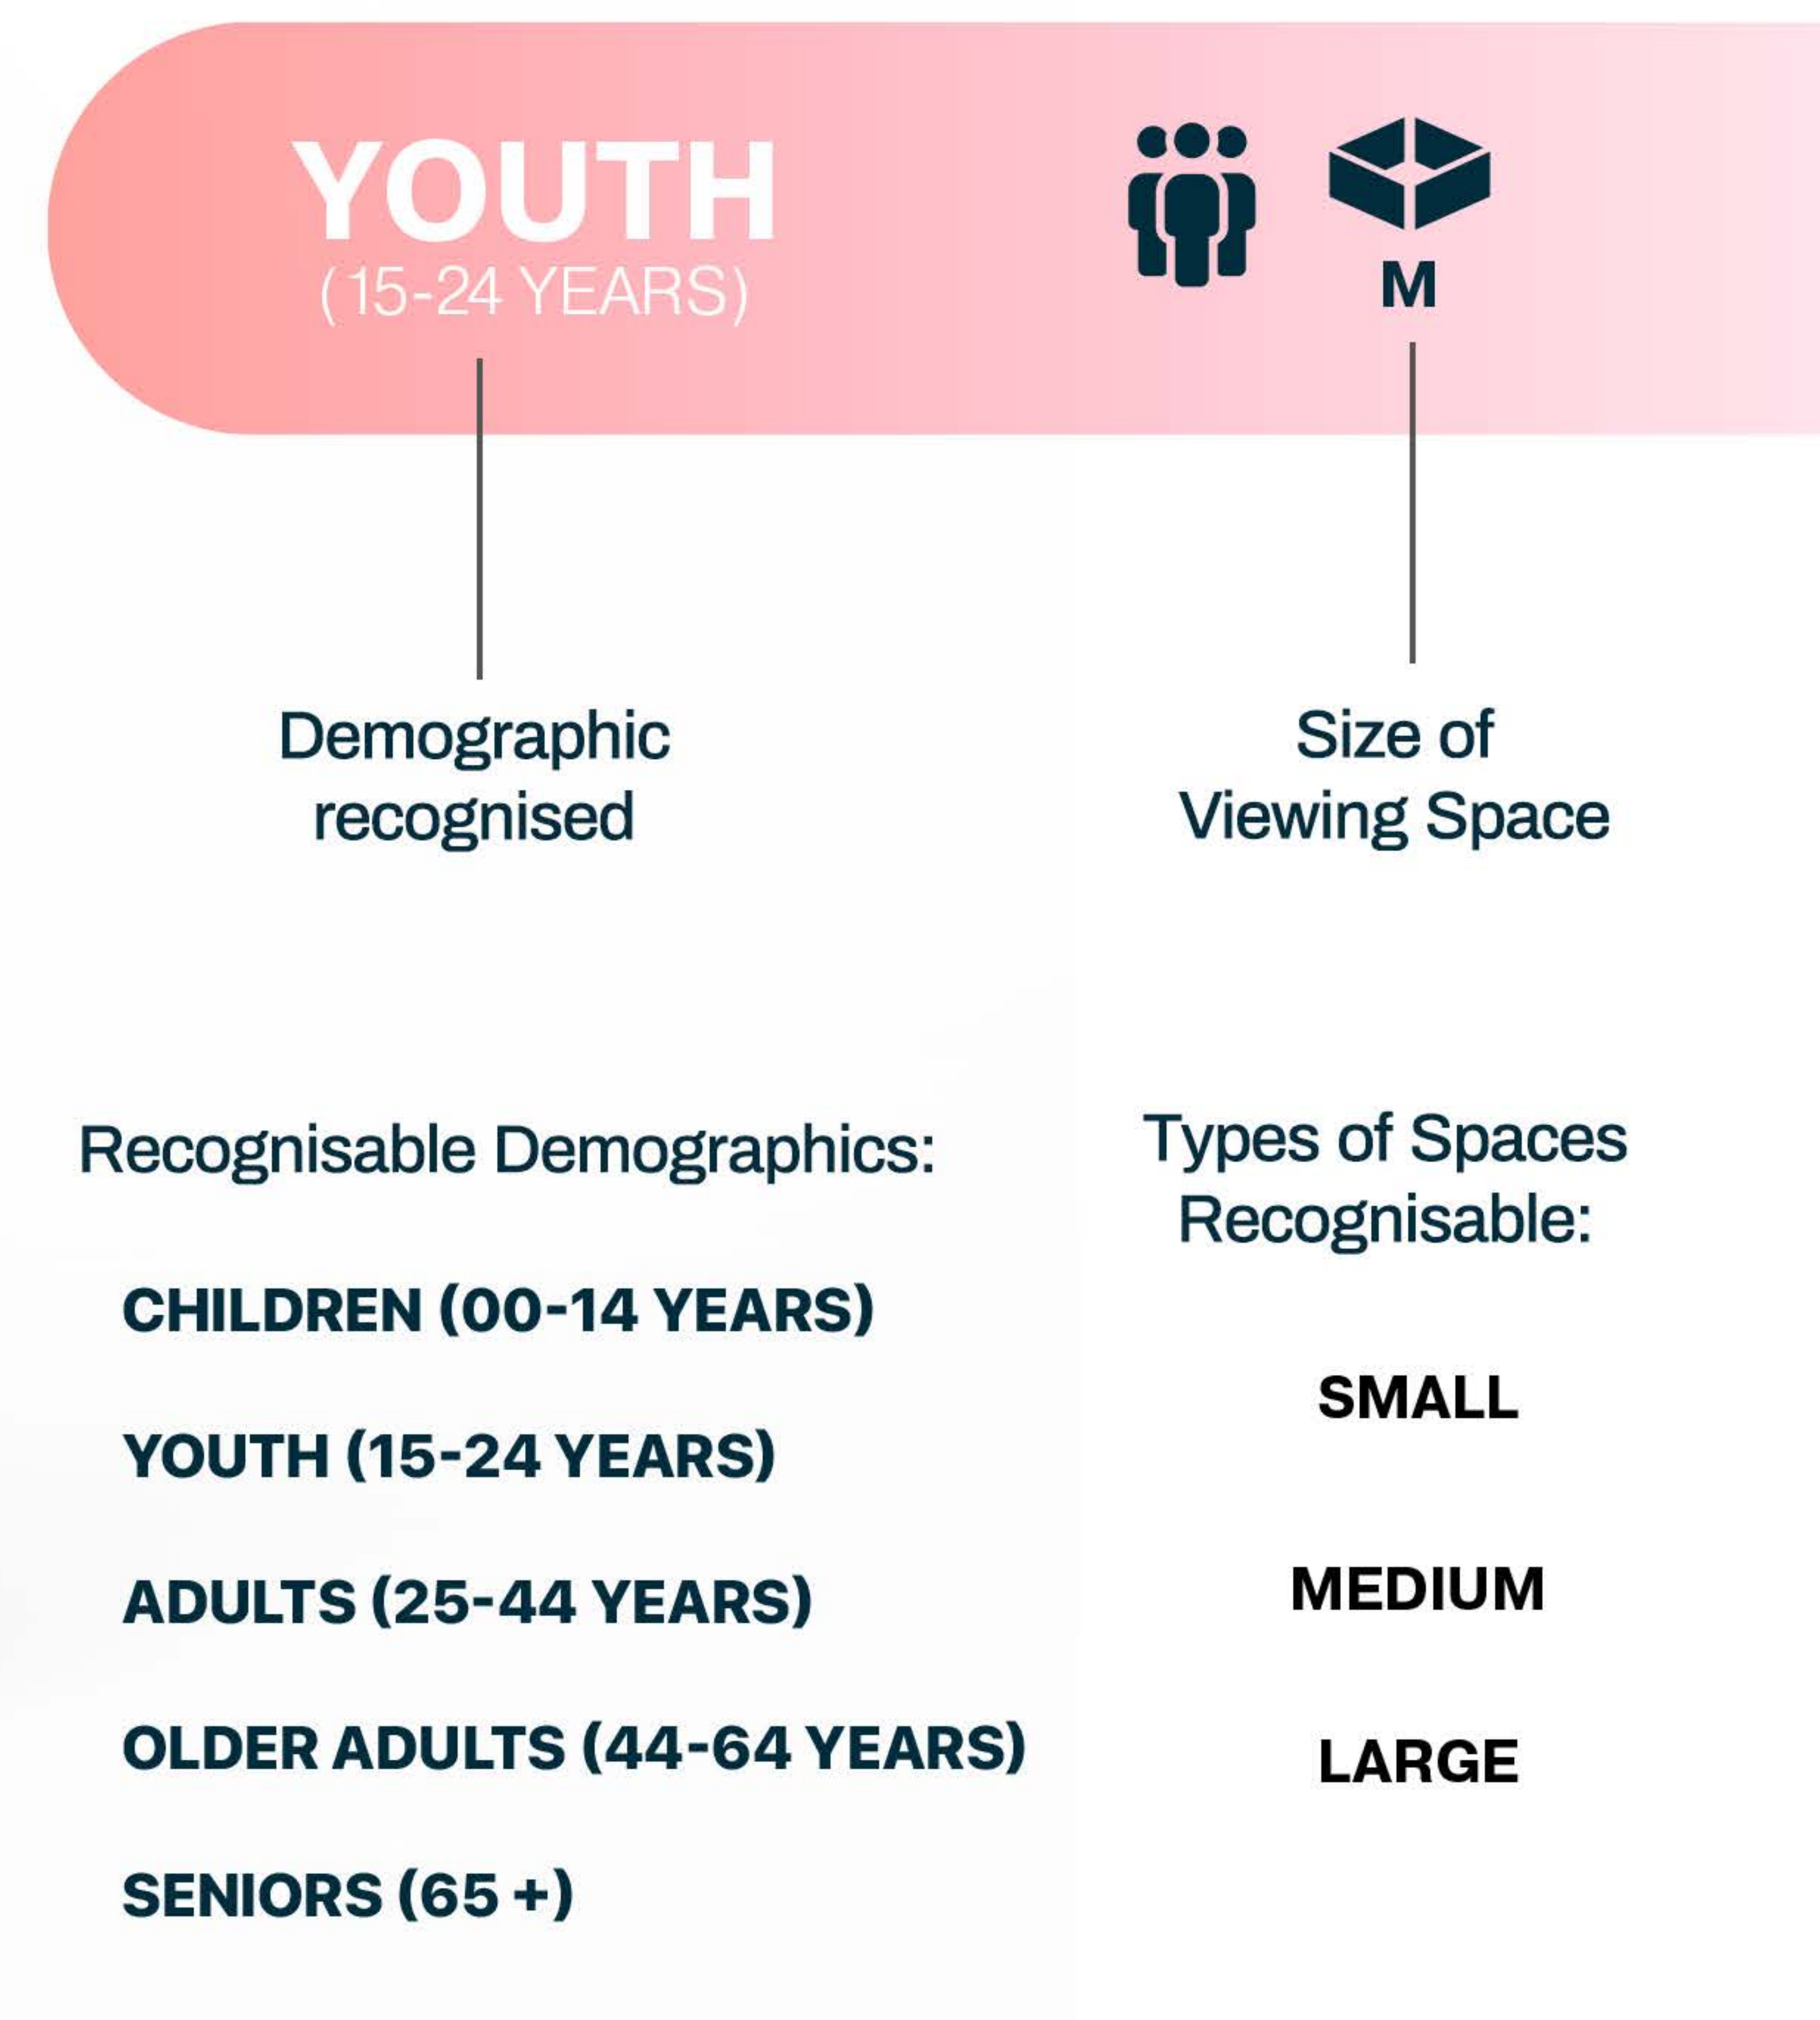 YOUTH
(15-24 YEARS)
M
Demographic
recognised
Size of
Viewing Space
Recognisable Demographics:
CHILDREN (00-14 YEARS)
YOUTH (15-24 YEARS)
ADULTS (25-44 YEARS)
OLDER ADULTS (44-64 YEARS)
SENIORS (65 +)
Types of Spaces
Recognisable:
SMALL
MEDIUM
LARGE